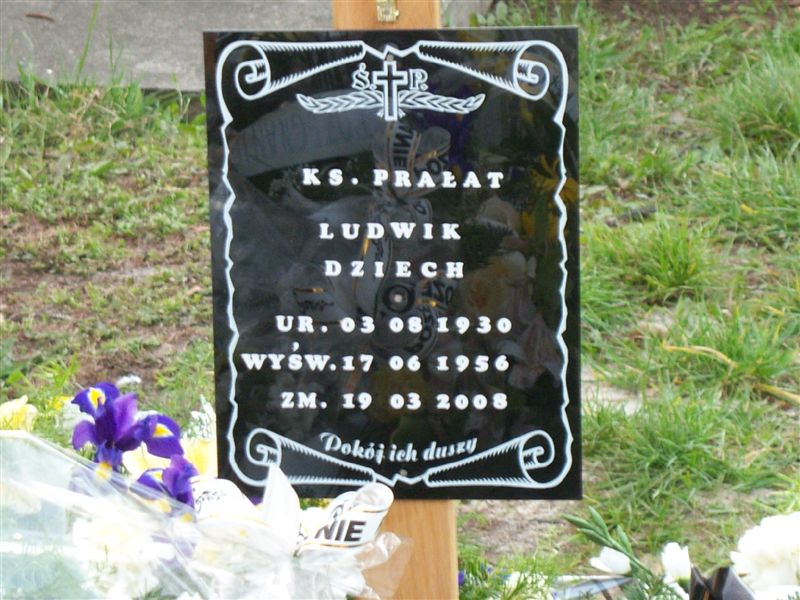 Ś. P.
KS. PRAŁAT
LUDWIK
DZIECH
UR. 03 08 1930
WYŚW. 17 06 1956
ZM. 19 03 2008
Pokój ich duszy
NIE